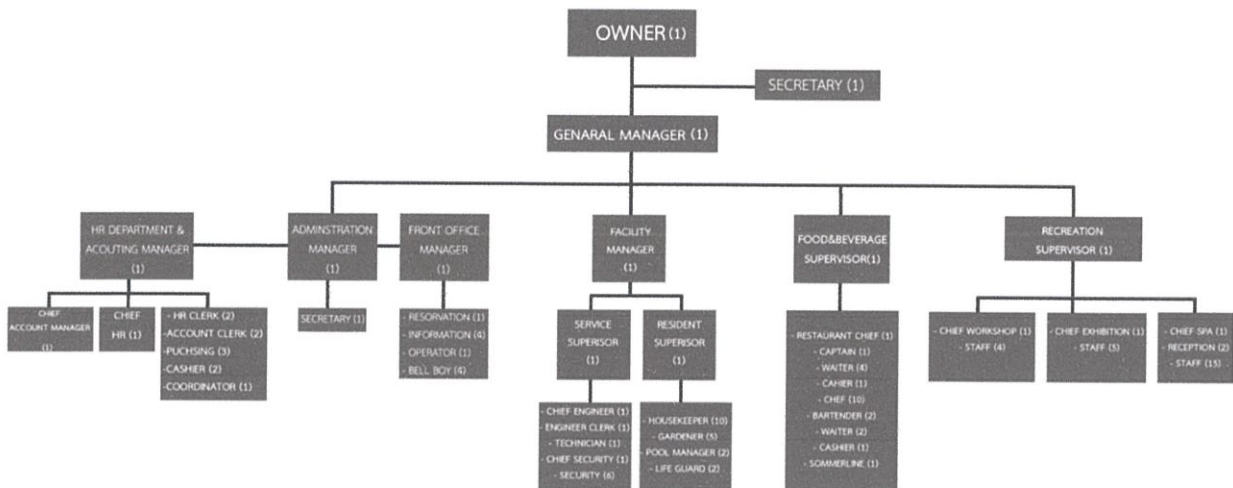 OWNER (1)
SECRETARY (1)
GENARAL MANAGER (1)
HR DEPARTMENT &
ACOUTING MANAGER
(1)
ADMINSTRATION
MANAGER
(1)
FRONT OFFICE
MANAGER
(1)
FACILITY
MANAGER
(1)
FOOD&BEVERAGE
SUPERVISOR(1)
RECREATION
SUPERVISOR (1)
CHIEF
ACCOUNT MANAGER
(1)
CHIEF
HR (1)
- HR CLERK (2)
-ACCOUNT CLERK (2)
-PUCHSING (3)
-CASHIER (2)
-COORDINATOR (1)
SECRETARY (1)
- RESORVATION (1)
- INFORMATION (4)
- OPERATOR (1)
- BELL BOY (4)
SERVICE
SUPERISOR
(1)
RESIDENT
SUPERISOR
(1)
- CHIEF ENGINEER (1)
- ENGINEER CLERK (1)
- TECHNICIAN (1)
- CHIEF SECURITY (1)
- SECURITY (6)
- HOUSEKEEPER (10)
- GARDENER (5)
- POOL MANAGER (2)
- LIFE GUARD (2)
- RESTAURANT CHIEF (1)
- CAPTAIN (1)
- WAITER (4)
- CAHIER (1)
- CHEF (10)
- BARTENDER (2)
- WAITER (2)
- CASHIER (1)
- SOMMERLINE (1)
- CHIEF WORKSHOP (1)
- STAFF (4)
- CHIEF EXHIBITION (1)
- STAFF (5)
- CHIEF SPA (1)
- RECEPTION (2)
- STAFF (15)